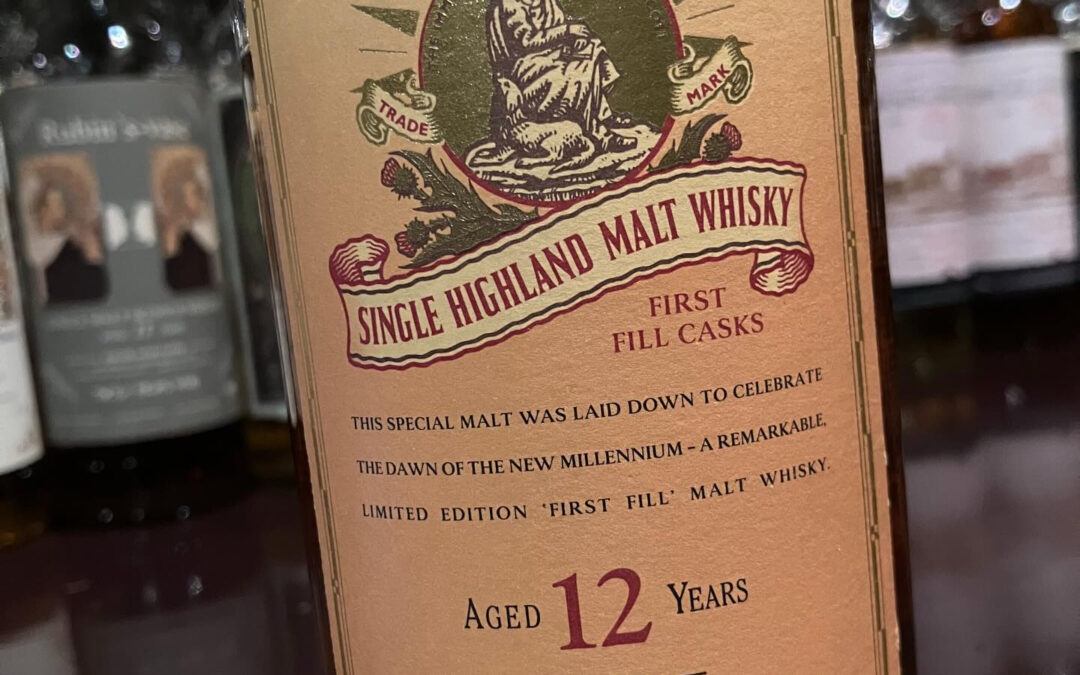 TRADE MARK
SINGLE HIGHLAND MALT WHISKY
FIRST
FILL CASKS
THIS SPECIAL MALT WAS LAID DOWN TO CELEBRATE
THE DAWN OF THE NEW MILLENNIUM – A REMARKABLE,
LIMITED EDITION 'FIRST FILL' MALT WHISKY.
AGED 12 YEARS